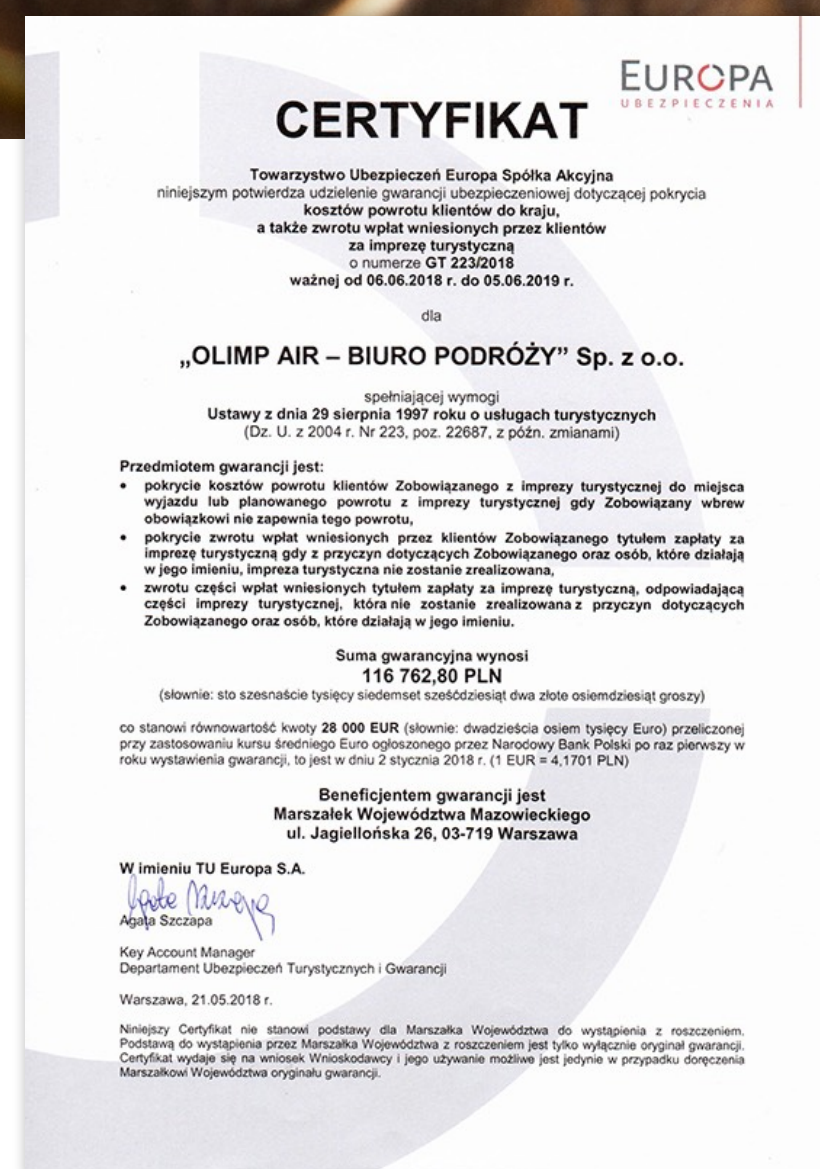 EUROPA
UBEZPIECZENIA
CERTYFIKAT
Towarzystwo Ubezpieczeń Europa Spółka Akcyjna
niniejszym potwierdza udzielenie gwarancji ubezpieczeniowej dotyczącej pokrycia
kosztów powrotu klientów do kraju,
a także zwrotu wpłat wniesionych przez klientów
za imprezę turystyczną
o numerze GT 223/2018
ważnej od 06.06.2018 r. do 05.06.2019 r.
dla
„OLIMP AIR – BIURO PODRÓŻY” Sp. z o.o.
spełniającej wymogi
Ustawy z dnia 29 sierpnia 1997 roku o usługach turystycznych
(Dz. U. z 2004 r. Nr 223, poz. 22687, z późn. zmianami)
Przedmiotem gwarancji jest:
• pokrycie kosztów powrotu klientów Zobowiązanego z imprezy turystycznej do miejsca
wyjazdu lub planowanego powrotu z imprezy turystycznej gdy Zobowiązany wbrew
obowiązkowi nie zapewnia tego powrotu,
• pokrycie zwrotu wpłat wniesionych przez klientów Zobowiązanego tytułem zapłaty za
imprezę turystyczną gdy z przyczyn dotyczących Zobowiązanego oraz osób, które działają
w jego imieniu, impreza turystyczna nie zostanie zrealizowana,
• zwrotu części wpłat wniesionych tytułem zapłaty za imprezę turystyczną, odpowiadającą
części imprezy turystycznej, która nie zostanie zrealizowana z przyczyn dotyczących
Zobowiązanego oraz osób, które działają w jego imieniu.
Suma gwarancyjna wynosi
116 762,80 PLN
(słownie: sto szesnaście tysięcy siedemset sześćdziesiąt dwa złote osiemdziesiąt groszy)
co stanowi równowartość kwoty 28 000 EUR (słownie: dwadzieścia osiem tysięcy Euro) przeliczonej
przy zastosowaniu kursu średniego Euro ogłoszonego przez Narodowy Bank Polski po raz pierwszy w
roku wystawienia gwarancji, to jest w dniu 2 stycznia 2018 r. (1 EUR = 4,1701 PLN)
Beneficjentem gwarancji jest
Marszałek Województwa Mazowieckiego
ul. Jagiellońska 26, 03-719 Warszawa
W imieniu TU Europa S.A.
Agata Szczapa
Key Account Manager
Departament Ubezpieczeń Turystycznych i Gwarancji
Warszawa, 21.05.2018 r.
Niniejszy Certyfikat nie stanowi podstawy dla Marszałka Województwa do wystąpienia z roszczeniem.
Podstawą do wystąpienia przez Marszałka Województwa z roszczeniem jest tylko wyłącznie oryginał gwarancji.
Certyfikat wydaje się na wniosek Wnioskodawcy i jego używanie możliwe jest jedynie w przypadku doręczenia
Marszałkowi Województwa oryginału gwarancji.